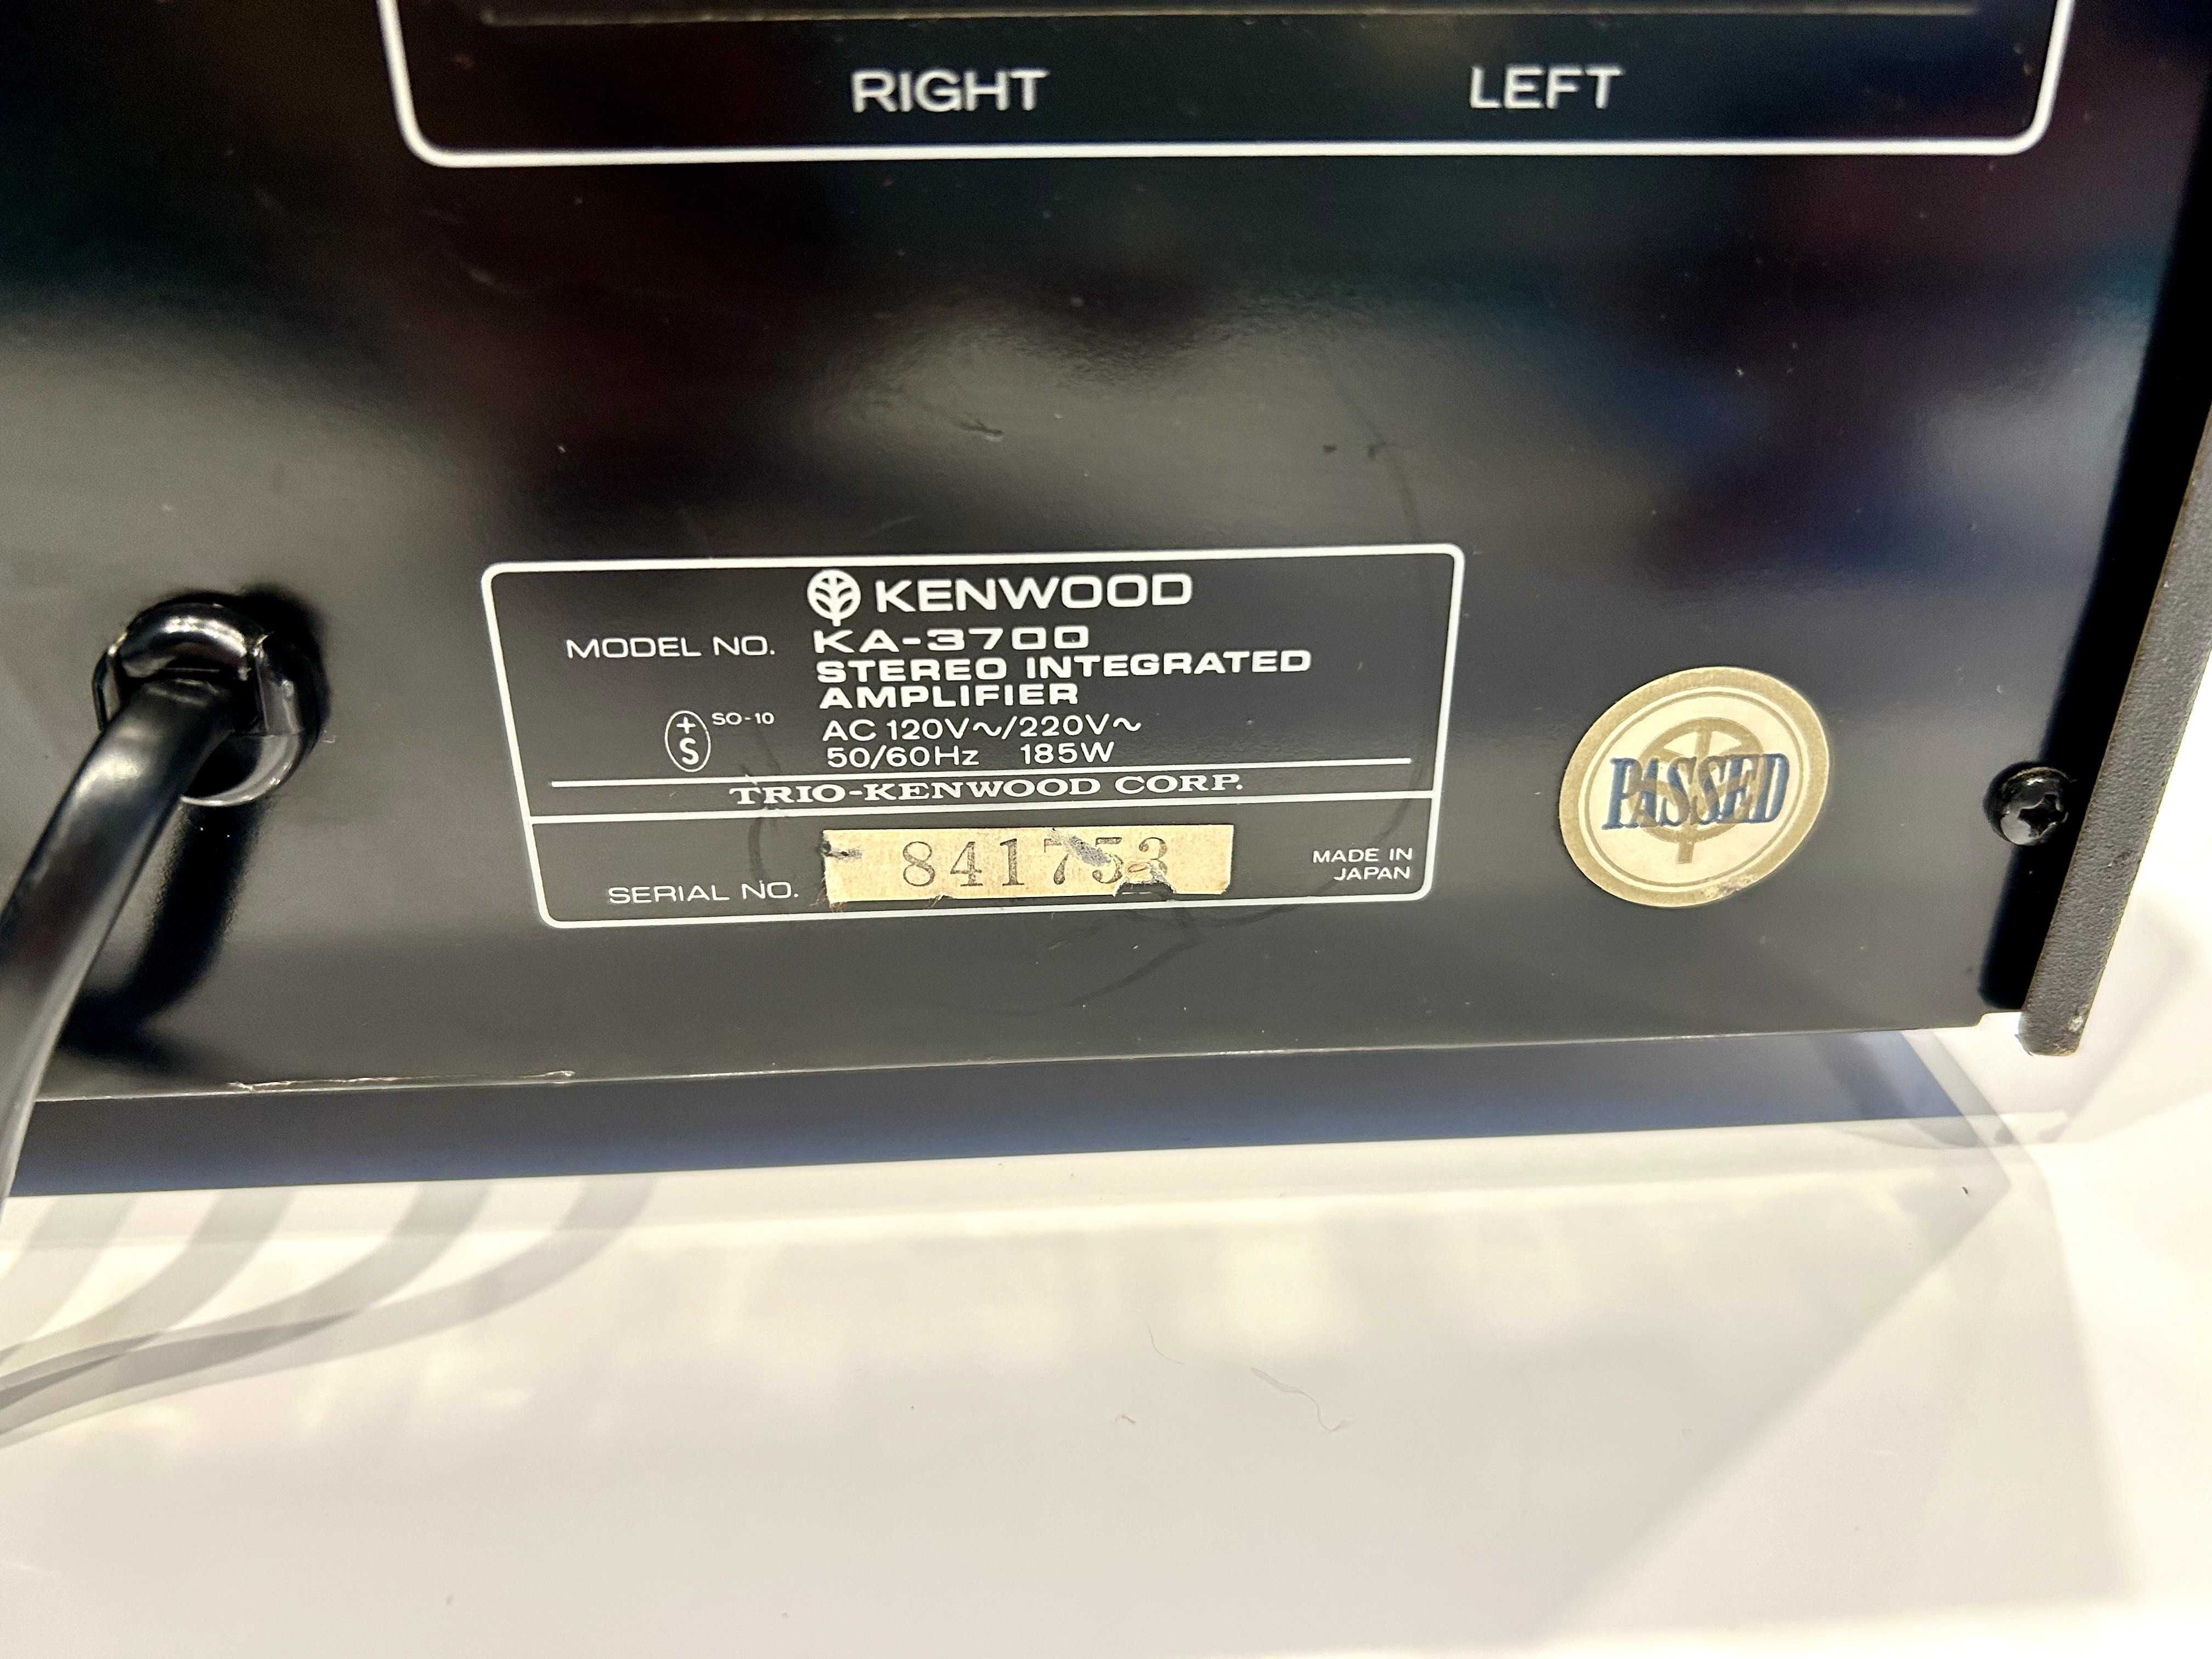 RIGHT LEFT
KENWOOD
MODEL NO. KA-3700
STEREO INTEGRATED
AMPLIFIER
+
S SO-10
AC 120V~/220V~
50/60Hz 185W
TRIO-KENWOOD CORP.
SERIAL NO. 841753
MADE IN
JAPAN
PASSED